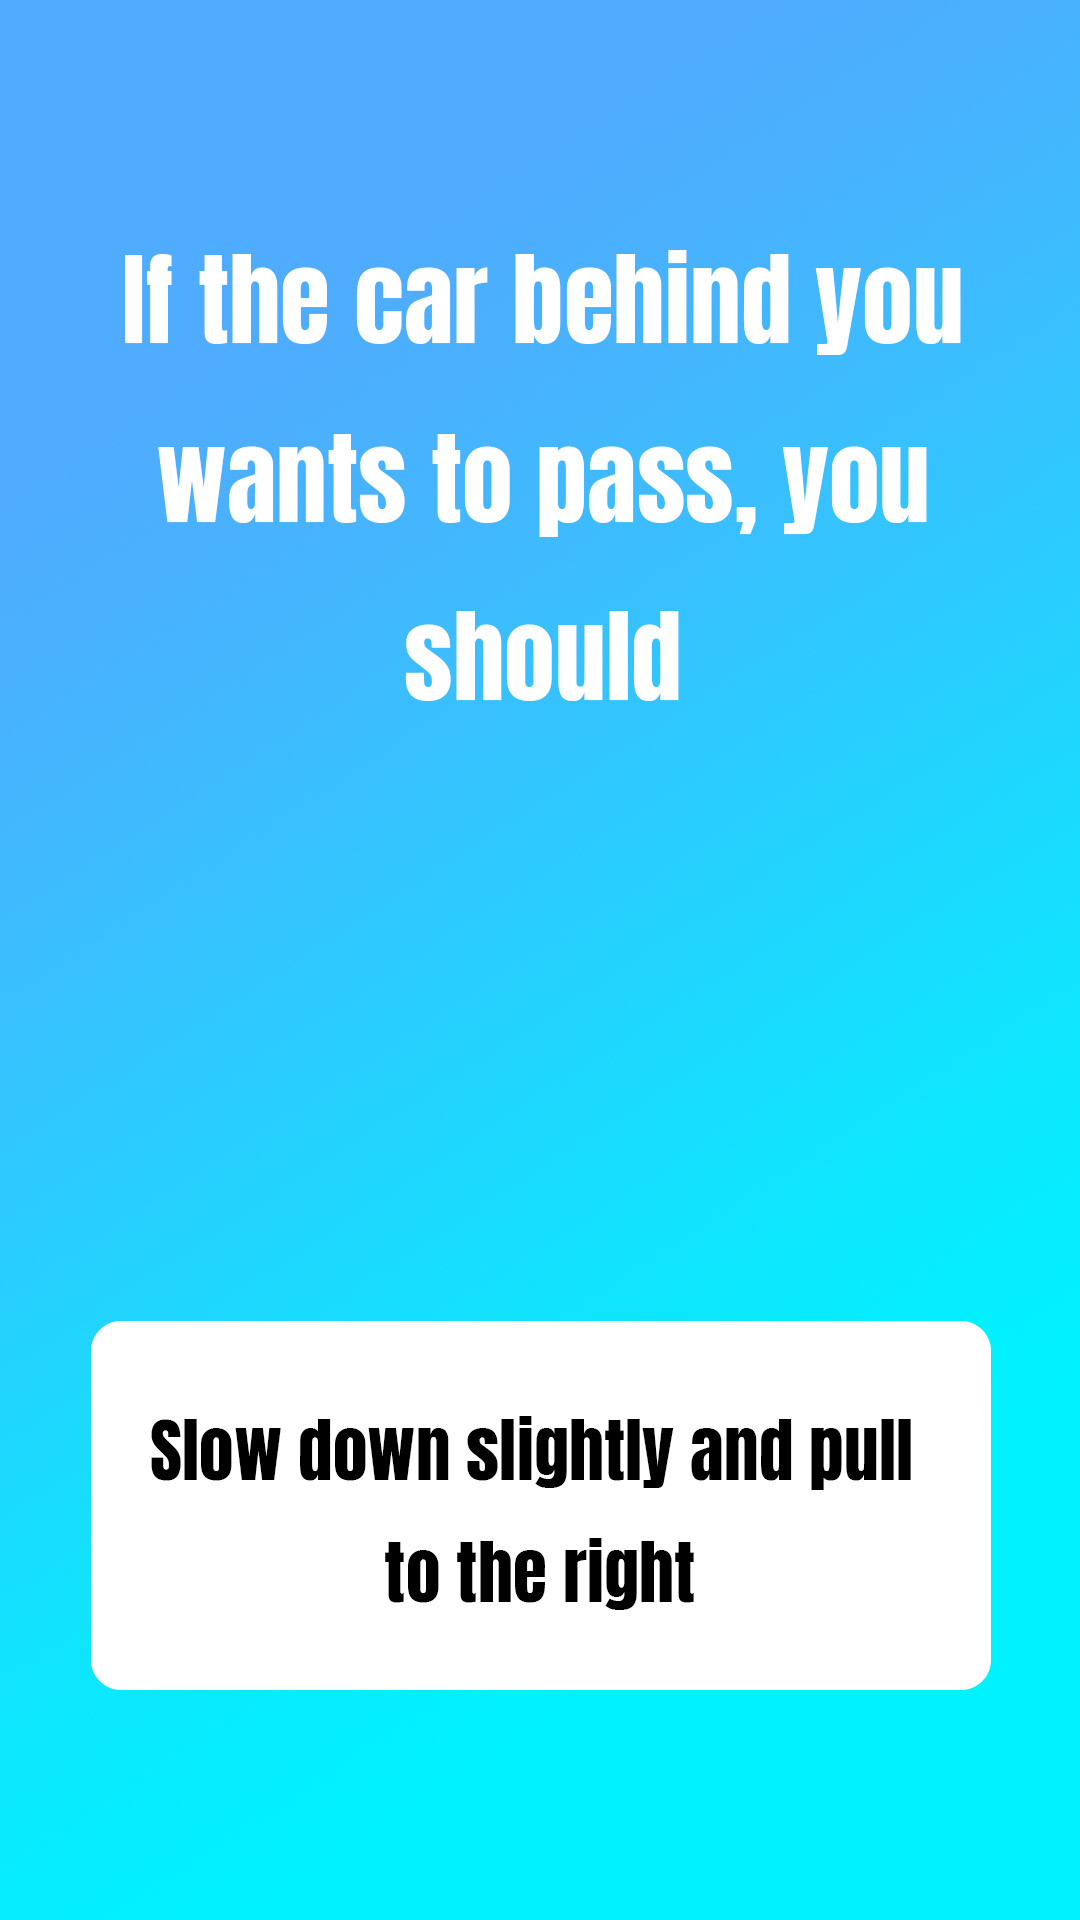 If the car behind you
wants to pass, you
should
Slow down slightly and pull
to the right